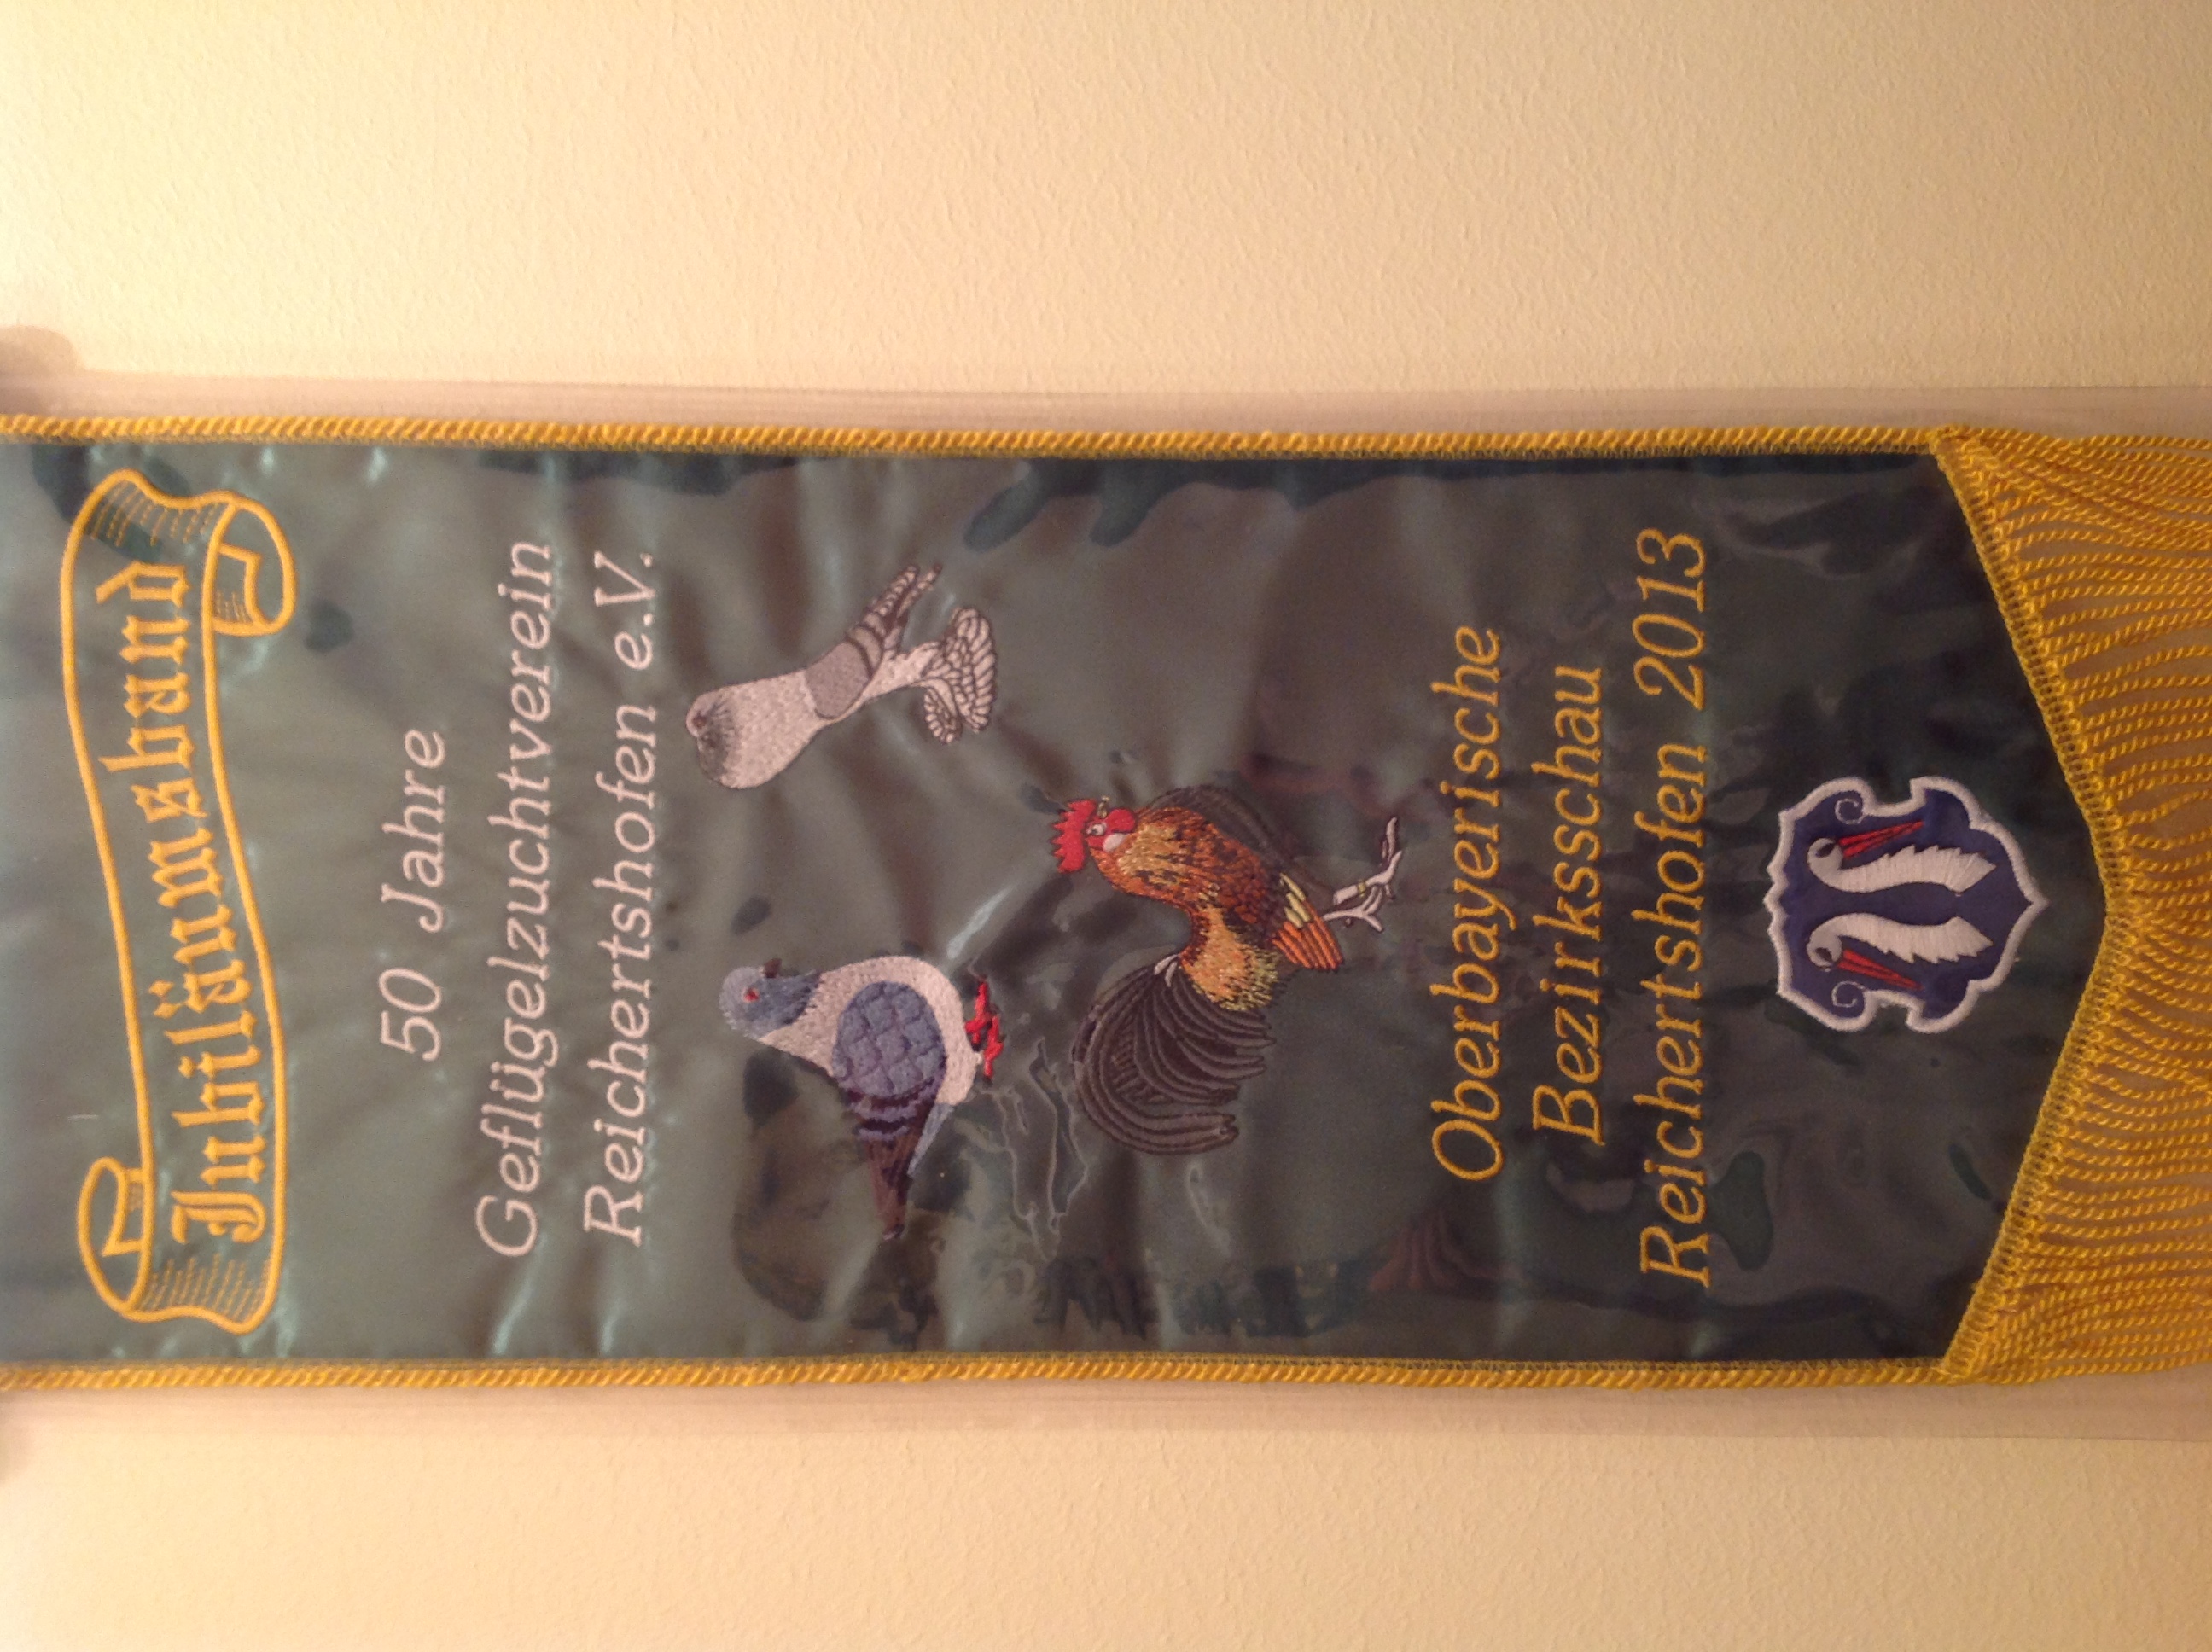 Jubiläumsband
50 Jahre
Geflügelzuchtverein
Reichertshofen e.V.
Oberbayerische
Bezirksschau
Reichertshofen 2013